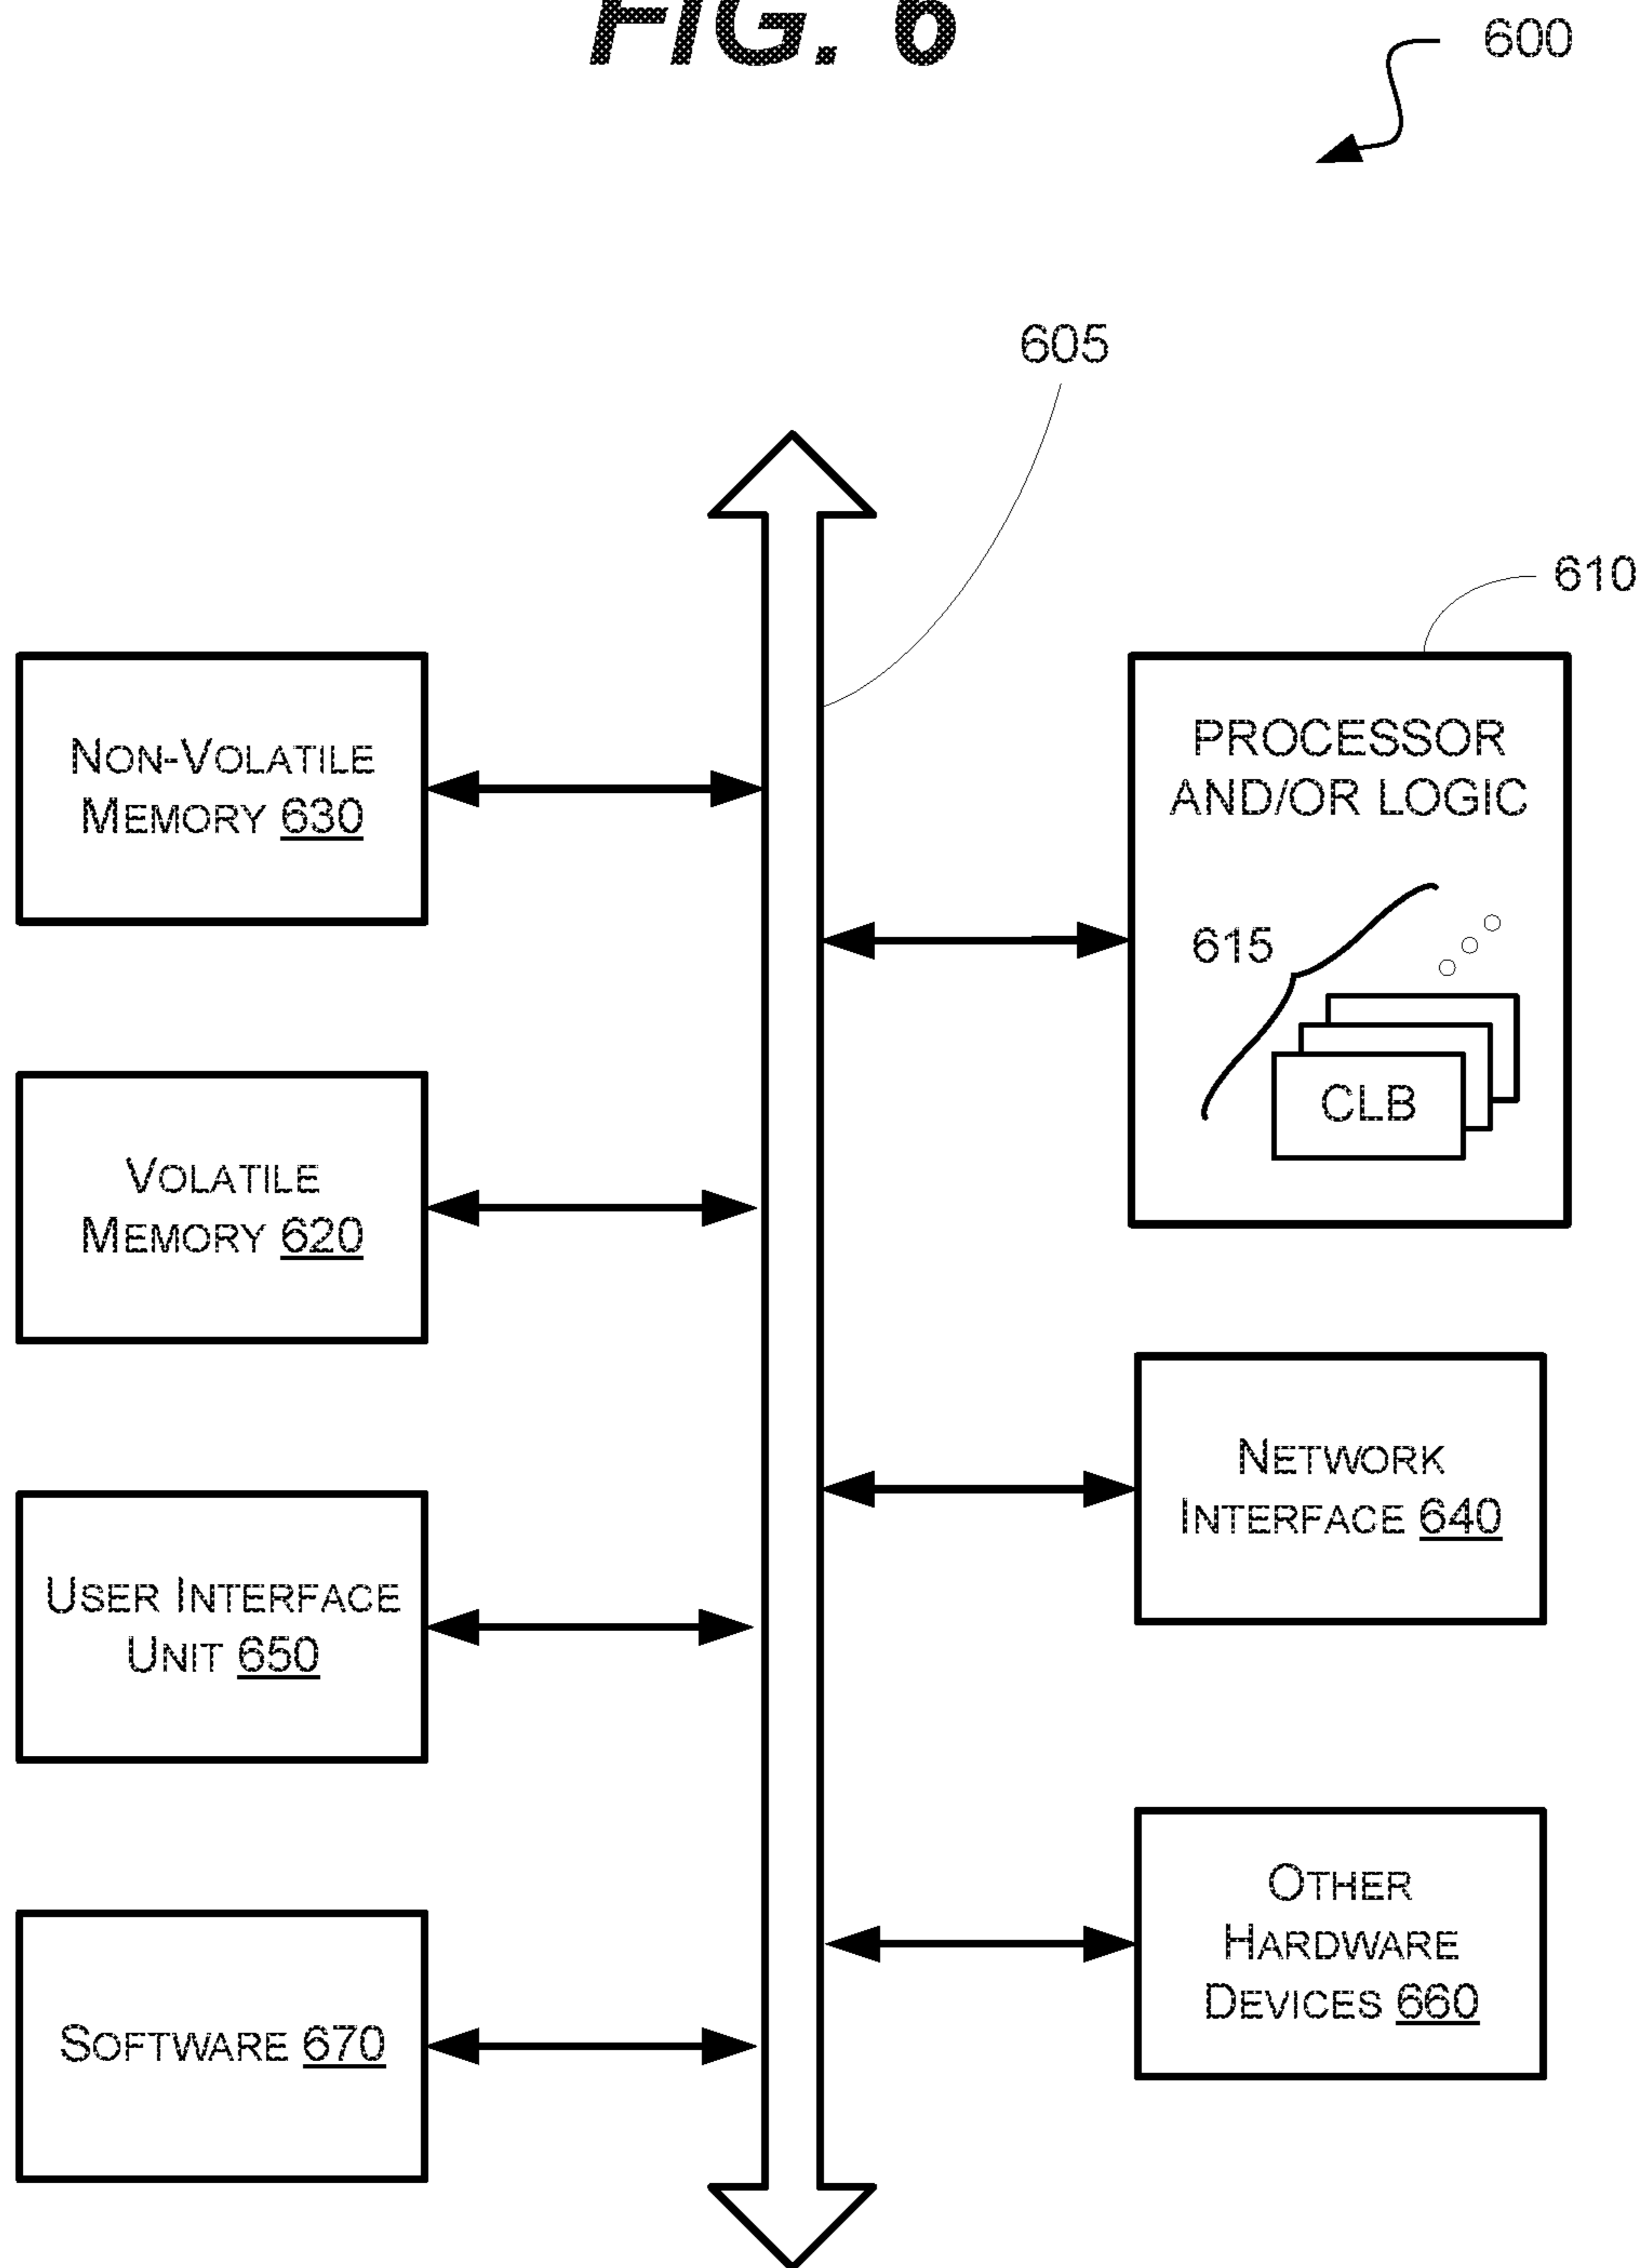 FIG. 6
600
605
610
NON-VOLATILE
MEMORY 630
PROCESSOR
AND/OR LOGIC
615
CLB
VOLATILE
MEMORY 620
NETWORK
INTERFACE 640
USER INTERFACE
UNIT 650
OTHER
HARDWARE
DEVICES 660
SOFTWARE 670